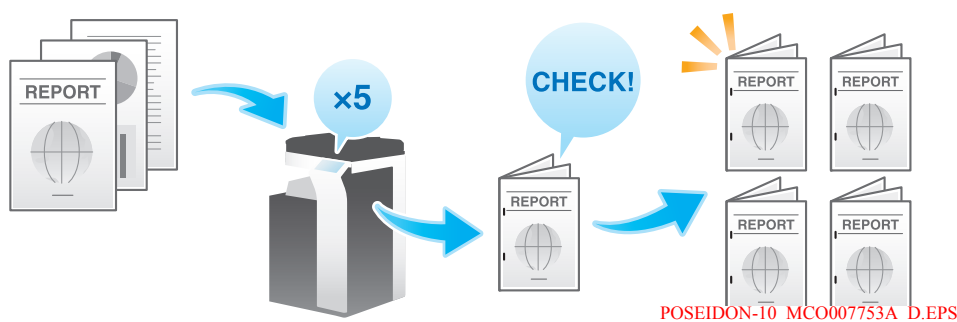 REPORT
×5
CHECK!
REPORT
REPORT
REPORT
REPORT
REPORT
POSEIDON-10 MCO007753A D.EPS